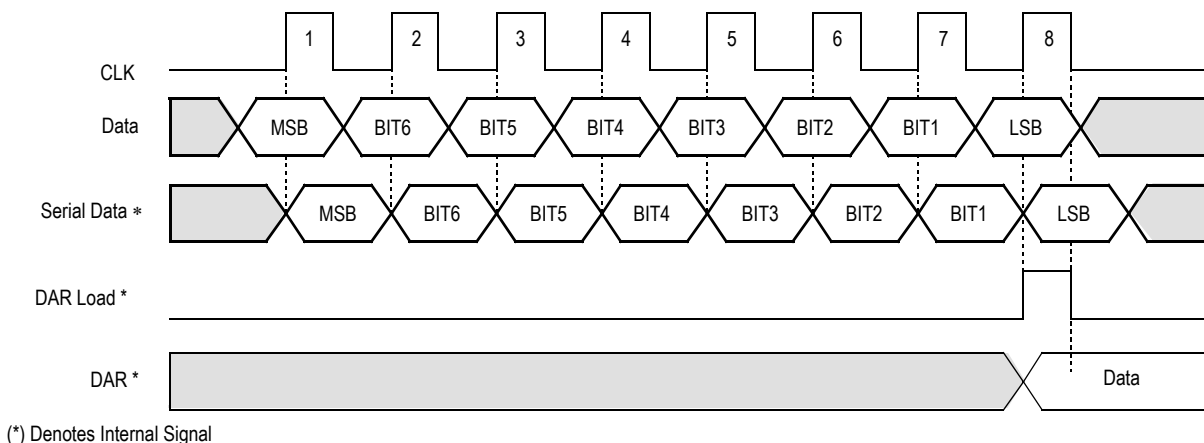 1 2 3 4 5 6 7 8
CLK
Data MSB BIT6 BIT5 BIT4 BIT3 BIT2 BIT1 LSB
Serial Data * MSB BIT6 BIT5 BIT4 BIT3 BIT2 BIT1 LSB
DAR Load *
DAR * Data
(*) Denotes Internal Signal